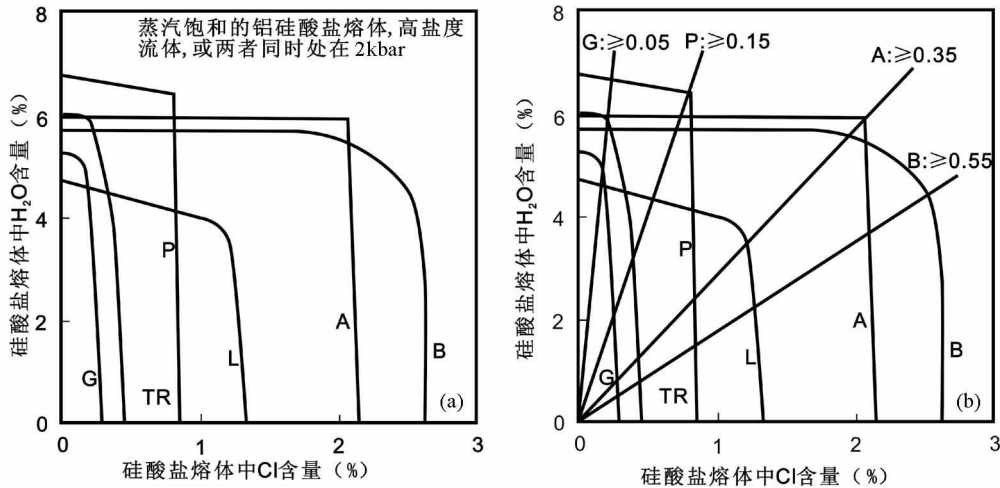 蒸汽饱和的铝硅酸盐熔体,高盐度
流体,或两者同时处在2kbar
硅酸盐熔体中H₂O含量（%）
8
6
4
2
0
P
A
B
G
L
TR
(a)
0
1
2
3
硅酸盐熔体中Cl含量（%）
G:≥0.05
P:≥0.15
A:≥0.35
B:≥0.55
硅酸盐熔体中H₂O含量（%）
8
6
4
2
0
P
A
B
G
L
TR
(b)
0
1
2
3
硅酸盐熔体中Cl含量（%）